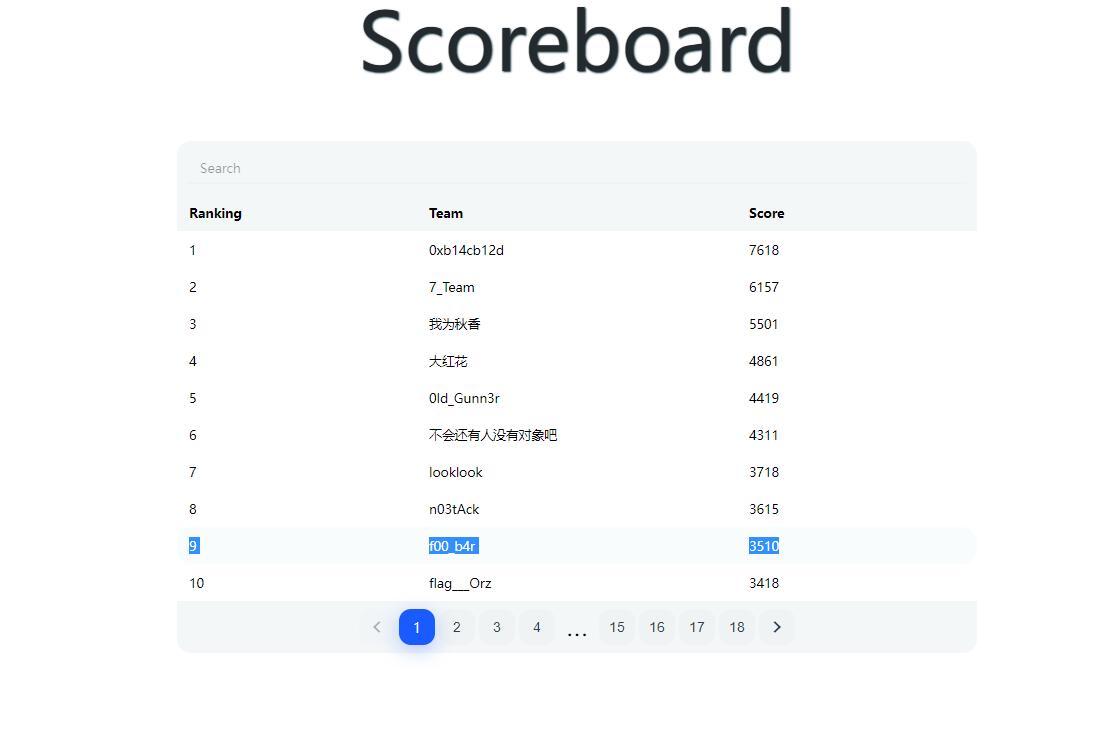 Scoreboard
Search
Ranking Team Score
1 0xb14cb12d 7618
2 7_Team 6157
3 我为秋香 5501
4 大红花 4861
5 0ld_Gunn3r 4419
6 不会还有人没有对象吧 4311
7 looklook 3718
8 n03tAck 3615
9 f00_b4r 3510
10 flag___Orz 3418
1 2 3 4 ... 15 16 17 18